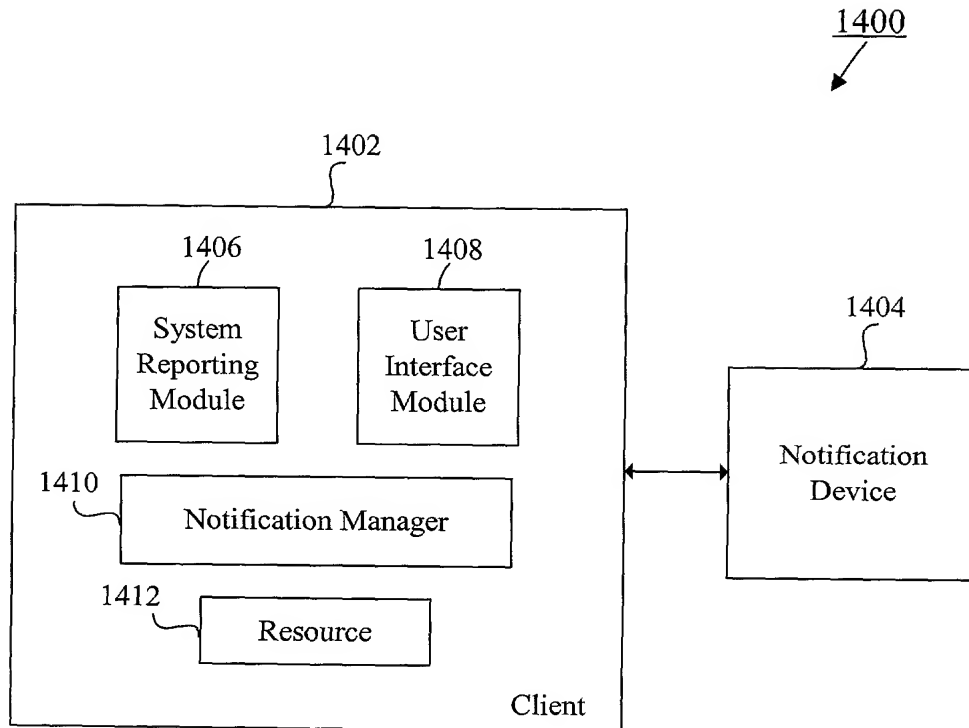 1400
1402
1406
1408
System
Reporting
Module
User
Interface
Module
1404
Notification
Device
1410
Notification Manager
1412
Resource
Client